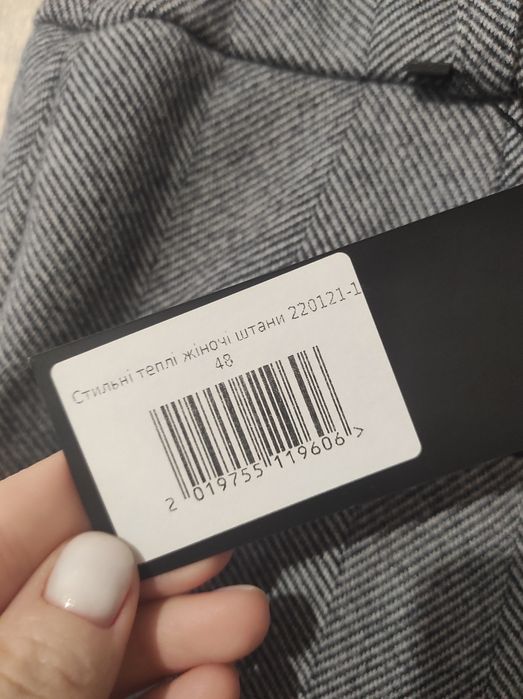 Стильні теплі жіночі штани 220121-1
48
2 019755 119606 >